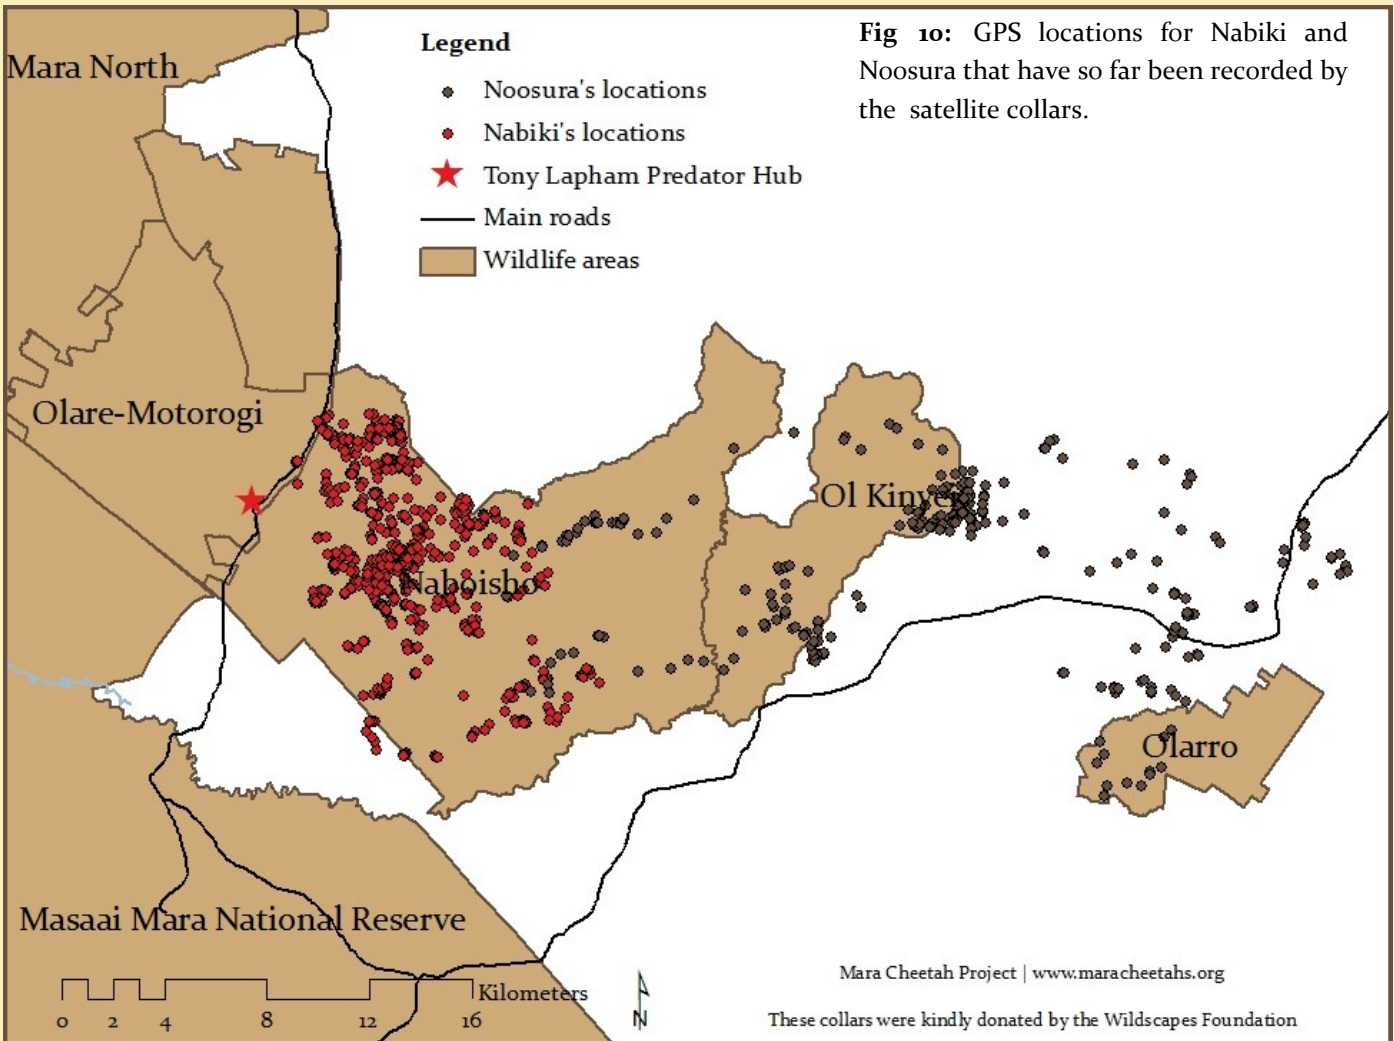 Fig 10: GPS locations for Nabiki and
Noosura that have so far been recorded by
the satellite collars.
Legend
Noosura's locations
Nabiki's locations
Tony Lapham Predator Hub
Main roads
Wildlife areas
Mara North
Olare-Motorogi
Ol Kinyei
Naboisho
Olarro
Masaai Mara National Reserve
Kilometers
0 2 4 8 12 16
N
Mara Cheetah Project | www.maracheetahs.org
These collars were kindly donated by the Wildscapes Foundation